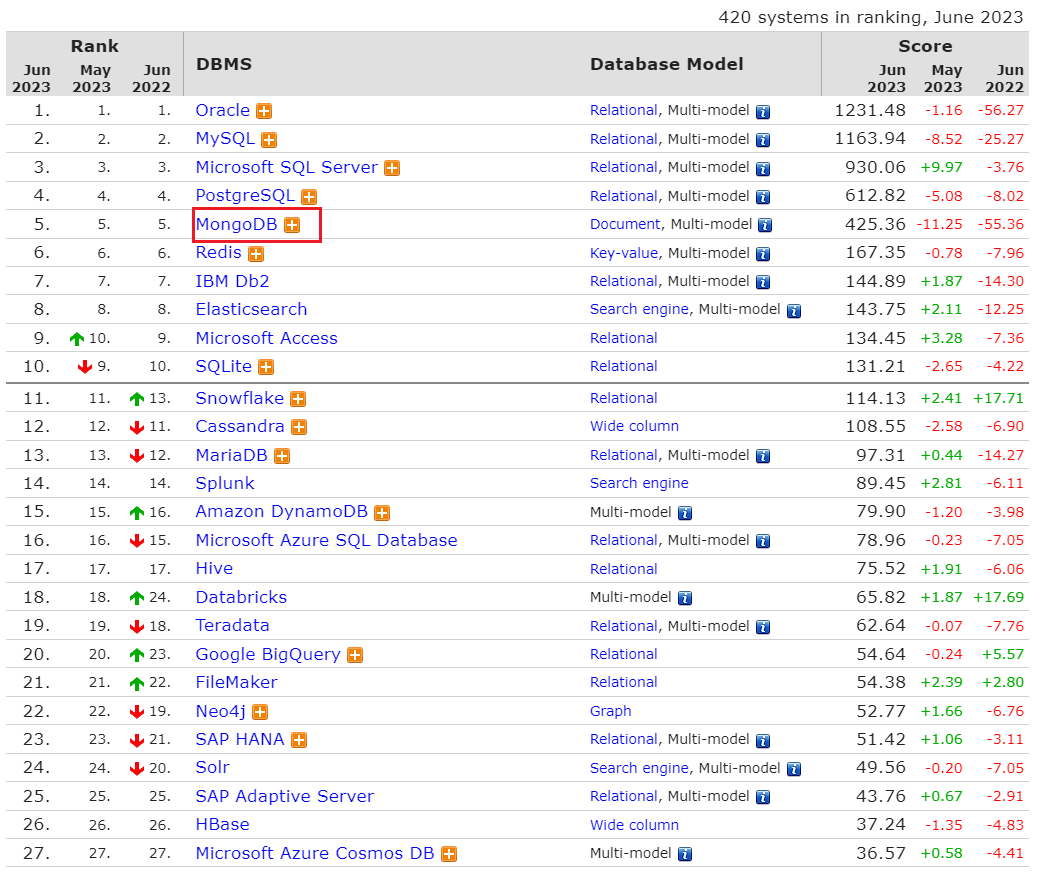 420 systems in ranking, June 2023
Rank DBMS Database Model Score
Jun 2023 May 2023 Jun 2022 Jun 2023 May 2023 Jun 2022
1. 1. 1. Oracle Relational, Multi-model 1231.48 -1.16 -56.27
2. 2. 2. MySQL Relational, Multi-model 1163.94 -8.52 -25.27
3. 3. 3. Microsoft SQL Server Relational, Multi-model 930.06 +9.97 -3.76
4. 4. 4. PostgreSQL Relational, Multi-model 612.82 -5.08 -8.02
5. 5. 5. MongoDB Document, Multi-model 425.36 -11.25 -55.36
6. 6. 6. Redis Key-value, Multi-model 167.35 -0.78 -7.96
7. 7. 7. IBM Db2 Relational, Multi-model 144.89 +1.87 -14.30
8. 8. 8. Elasticsearch Search engine, Multi-model 143.75 +2.11 -12.25
9. 10. 9. Microsoft Access Relational 134.45 +3.28 -7.36
10. 9. 10. SQLite Relational 131.21 -2.65 -4.22
11. 11. 13. Snowflake Relational 114.13 +2.41 +17.71
12. 12. 11. Cassandra Wide column 108.55 -2.58 -6.90
13. 13. 12. MariaDB Relational, Multi-model 97.31 +0.44 -14.27
14. 14. 14. Splunk Search engine 89.45 +2.81 -6.11
15. 15. 16. Amazon DynamoDB Multi-model 79.90 -1.20 -3.98
16. 16. 15. Microsoft Azure SQL Database Relational, Multi-model 78.96 -0.23 -7.05
17. 17. 17. Hive Relational 75.52 +1.91 -6.06
18. 18. 24. Databricks Multi-model 65.82 +1.87 +17.69
19. 19. 18. Teradata Relational, Multi-model 62.64 -0.07 -7.76
20. 20. 23. Google BigQuery Relational 54.64 -0.24 +5.57
21. 21. 22. FileMaker Relational 54.38 +2.39 +2.80
22. 22. 19. Neo4j Graph 52.77 +1.66 -6.76
23. 23. 21. SAP HANA Relational, Multi-model 51.42 +1.06 -3.11
24. 24. 20. Solr Search engine, Multi-model 49.56 -0.20 -7.05
25. 25. 25. SAP Adaptive Server Relational, Multi-model 43.76 +0.67 -2.91
26. 26. 26. HBase Wide column 37.24 -1.35 -4.83
27. 27. 27. Microsoft Azure Cosmos DB Multi-model 36.57 +0.58 -4.41